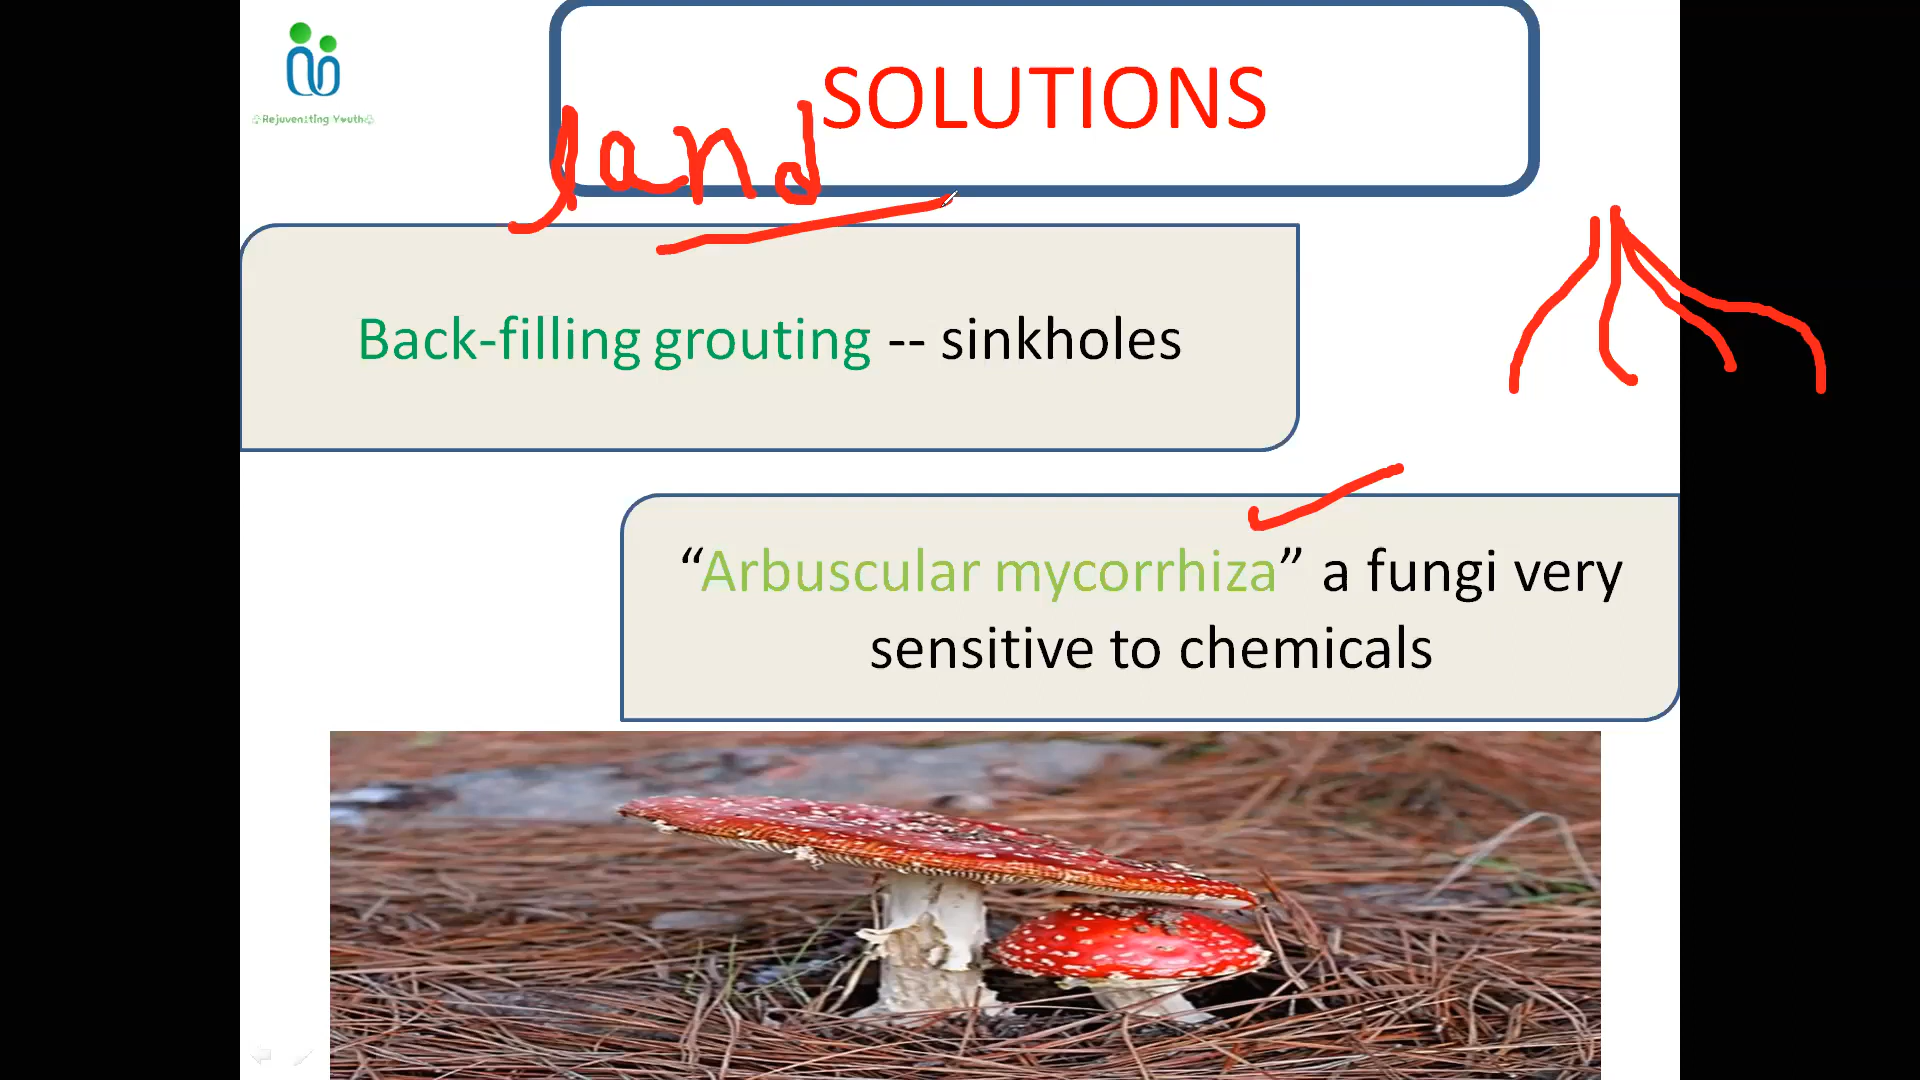 Rejuvenating Youth
SOLUTIONS
land
Back-filling grouting -- sinkholes
“Arbuscular mycorrhiza” a fungi very
sensitive to chemicals